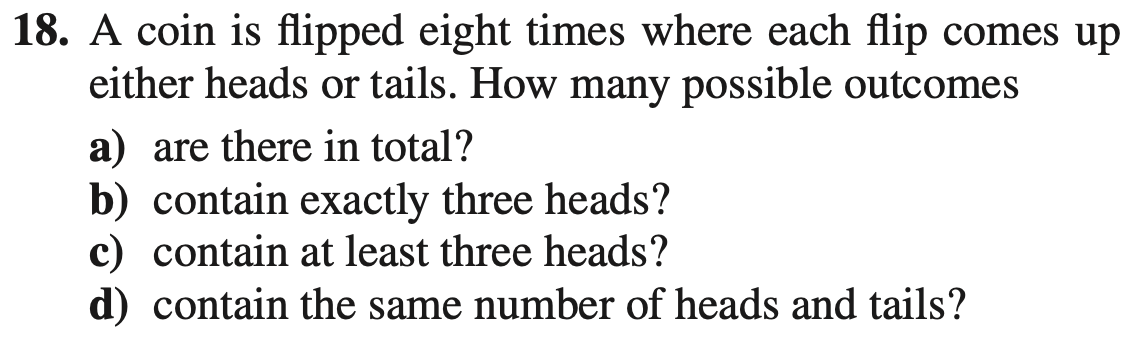 18. A coin is flipped eight times where each flip comes up
either heads or tails. How many possible outcomes
a) are there in total?
b) contain exactly three heads?
c) contain at least three heads?
d) contain the same number of heads and tails?